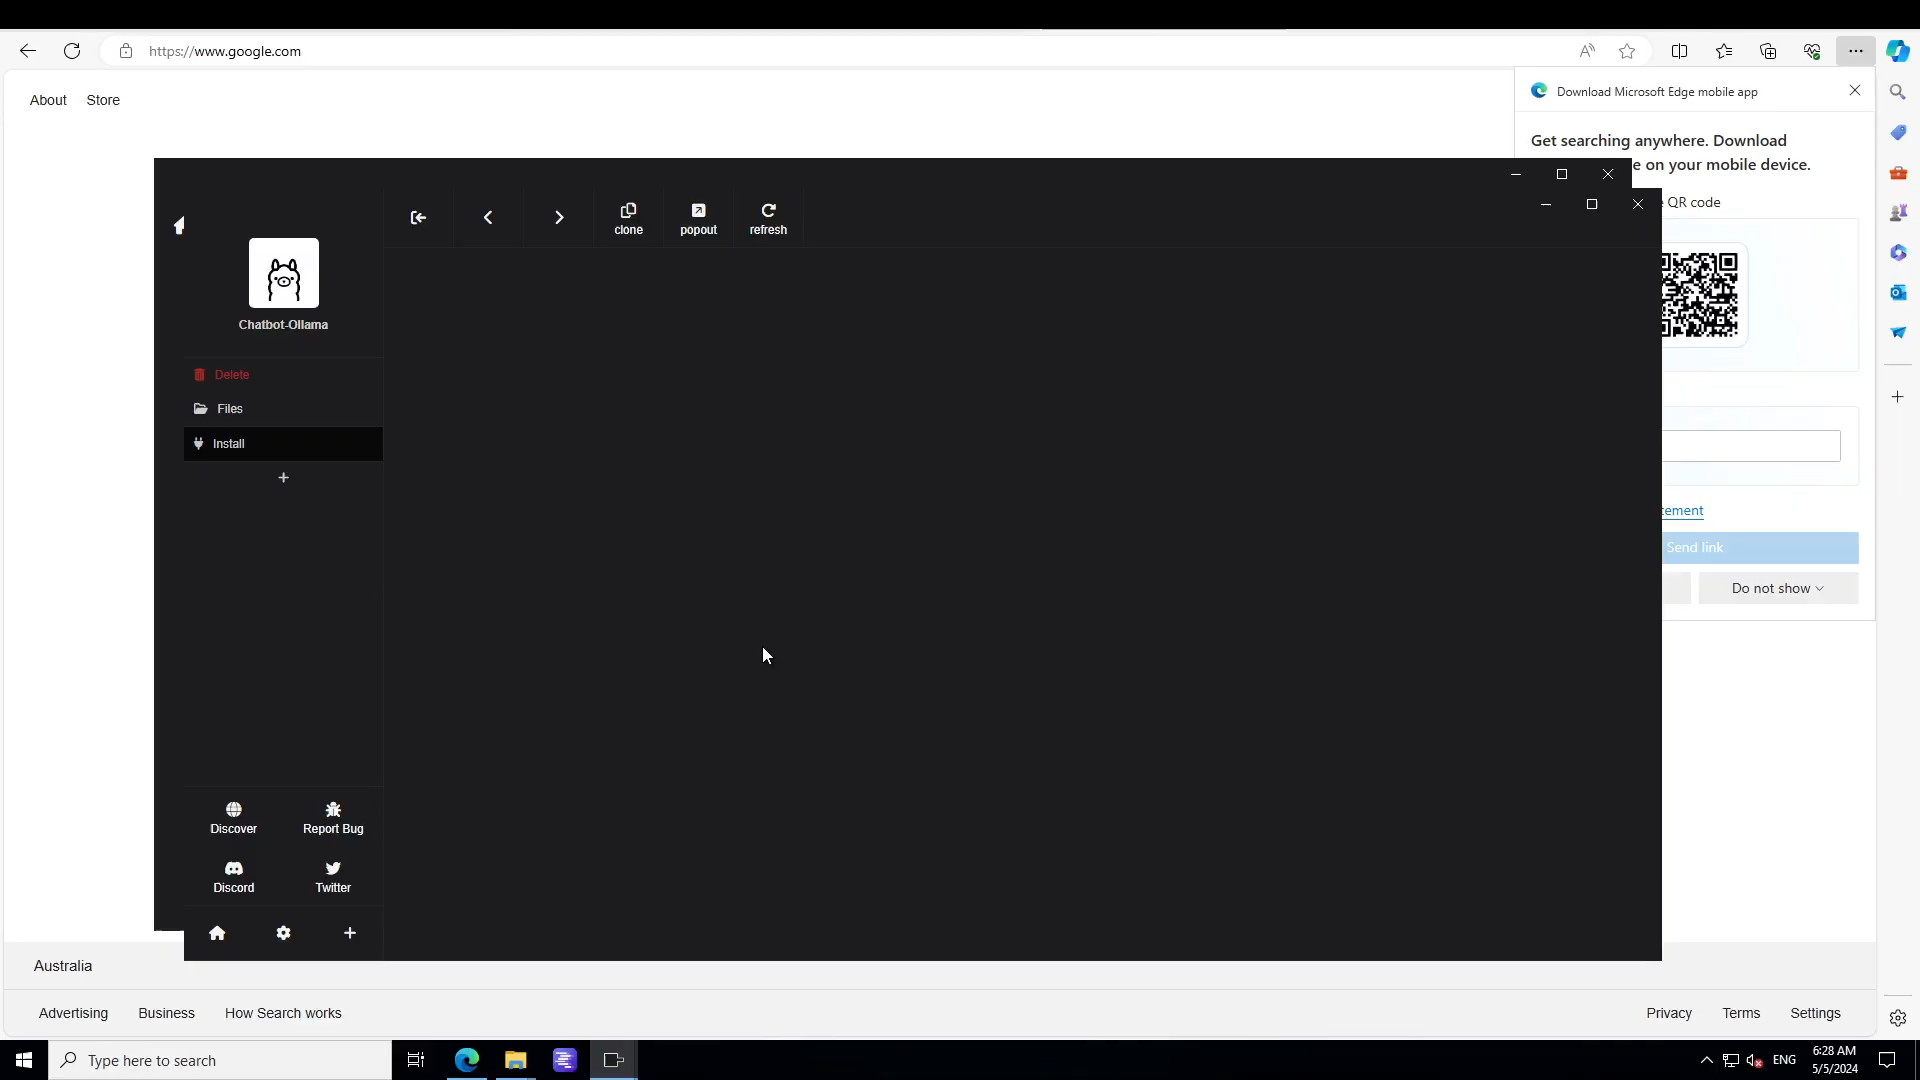 https://www.google.com
About
Store
Download Microsoft Edge mobile app
Get searching anywhere. Download
e on your mobile device.
QR code
clone
popout
refresh
Chatbot-Ollama
Delete
Files
Install
Send link
Do not show
Discover
Report Bug
Discord
Twitter
Australia
Advertising
Business
How Search works
Privacy
Terms
Settings
Type here to search
ENG
6:28 AM
5/5/2024